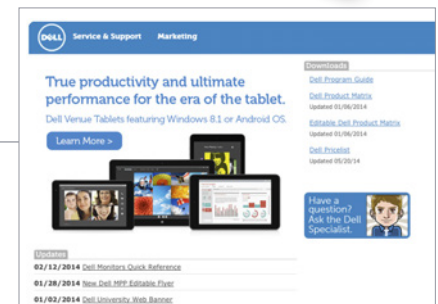 DELL Service & Support Marketing
True productivity and ultimate
performance for the era of the tablet.
Dell Venue Tablets featuring Windows 8.1 or Android OS.
Learn More >
Downloads
Dell Program Guide
Dell Product Matrix
Updated 01/06/2014
Editable Dell Product Matrix
Updated 01/06/2014
Dell Pricelist
Updated 05/20/14
Have a
question?
Ask the Dell
Specialist.
Updates
02/12/2014 Dell Monitors Quick Reference
01/28/2014 New Dell MPP Editable Flyer
01/02/2014 Dell University Web Banner